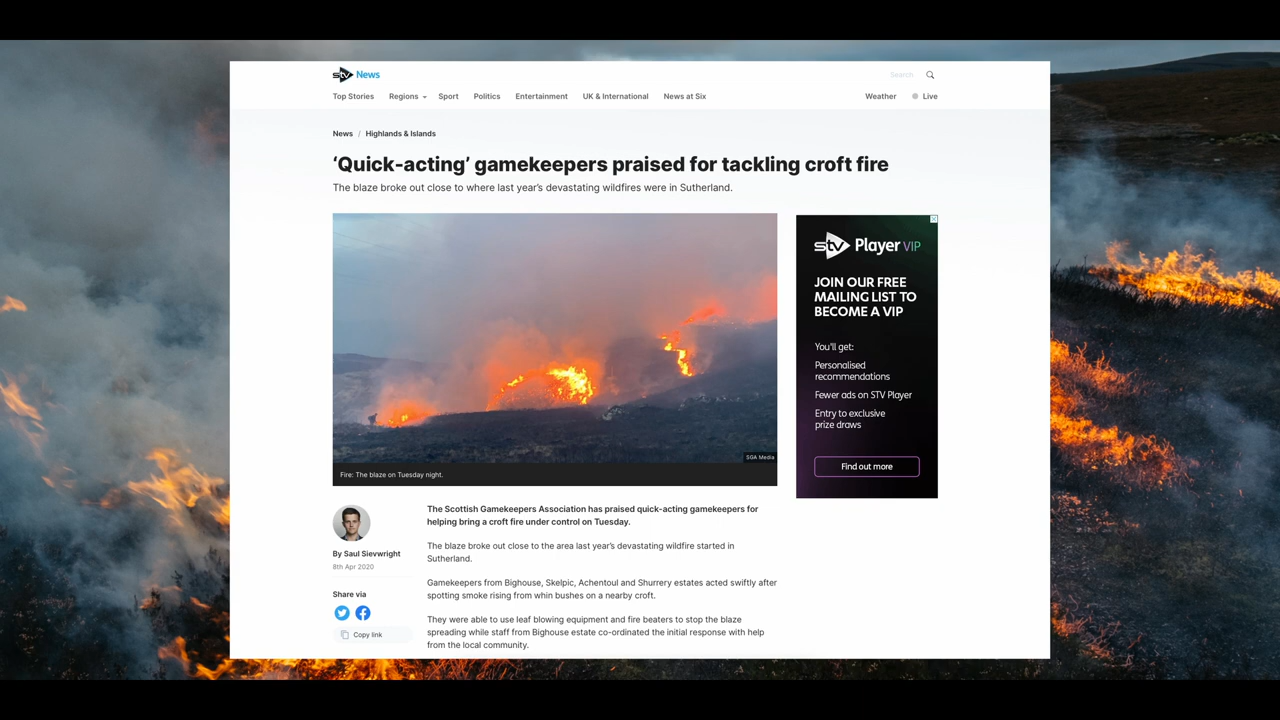 stv News
Search
Top Stories
Regions
Sport
Politics
Entertainment
UK & International
News at Six
Weather
Live
News / Highlands & Islands
‘Quick-acting’ gamekeepers praised for tackling croft fire
The blaze broke out close to where last year’s devastating wildfires were in Sutherland.
SGA Media
Fire: The blaze on Tuesday night.
stv Player VIP
JOIN OUR FREE
MAILING LIST TO
BECOME A VIP
You'll get:
Personalised
recommendations
Fewer ads on STV Player
Entry to exclusive
prize draws
Find out more
By Saul Sievwright
8th Apr 2020
Share via
Copy link
The Scottish Gamekeepers Association has praised quick-acting gamekeepers for
helping bring a croft fire under control on Tuesday.
The blaze broke out close to the area last year’s devastating wildfire started in
Sutherland.
Gamekeepers from Bighouse, Skelpic, Achentoul and Shurrery estates acted swiftly after
spotting smoke rising from whin bushes on a nearby croft.
They were able to use leaf blowing equipment and fire beaters to stop the blaze
spreading while staff from Bighouse estate co-ordinated the initial response with help
from the local community.